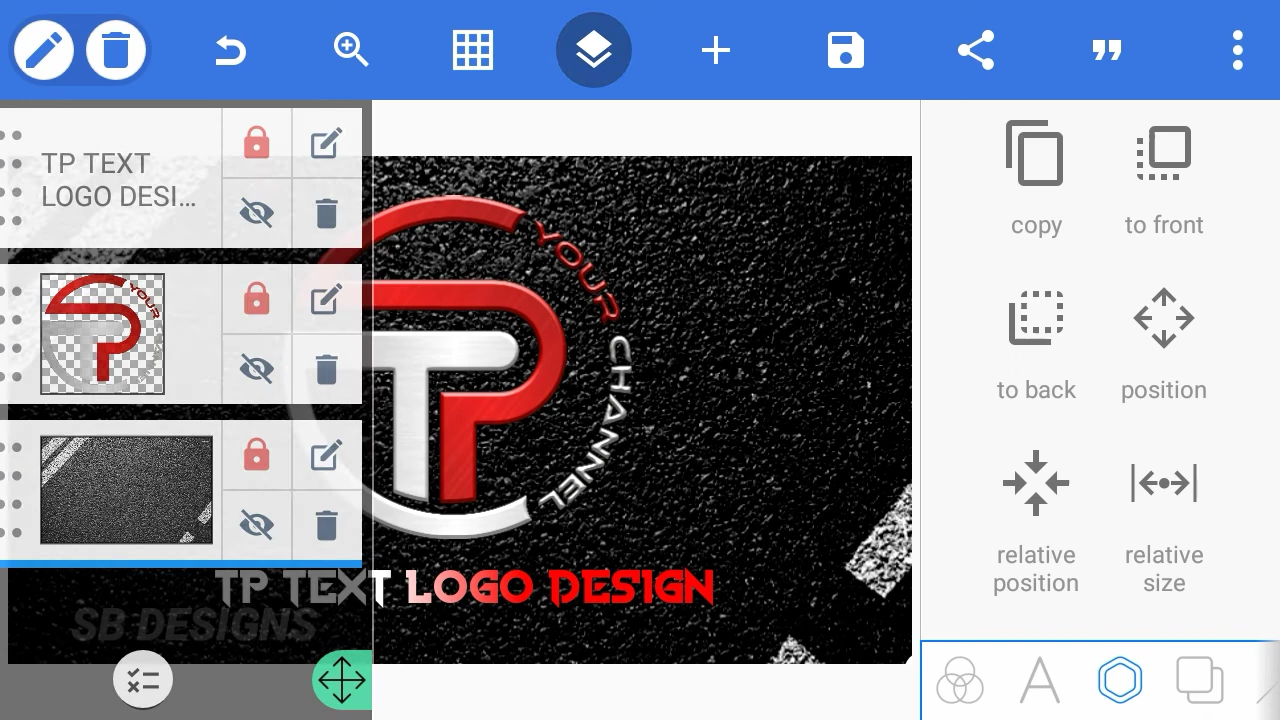 TP TEXT
LOGO DESI...
YOUR
YOUR
CHANNEL
TP
TP TEXT LOGO DESIGN
SB DESIGNS
copy
to front
to back
position
relative
position
relative
size